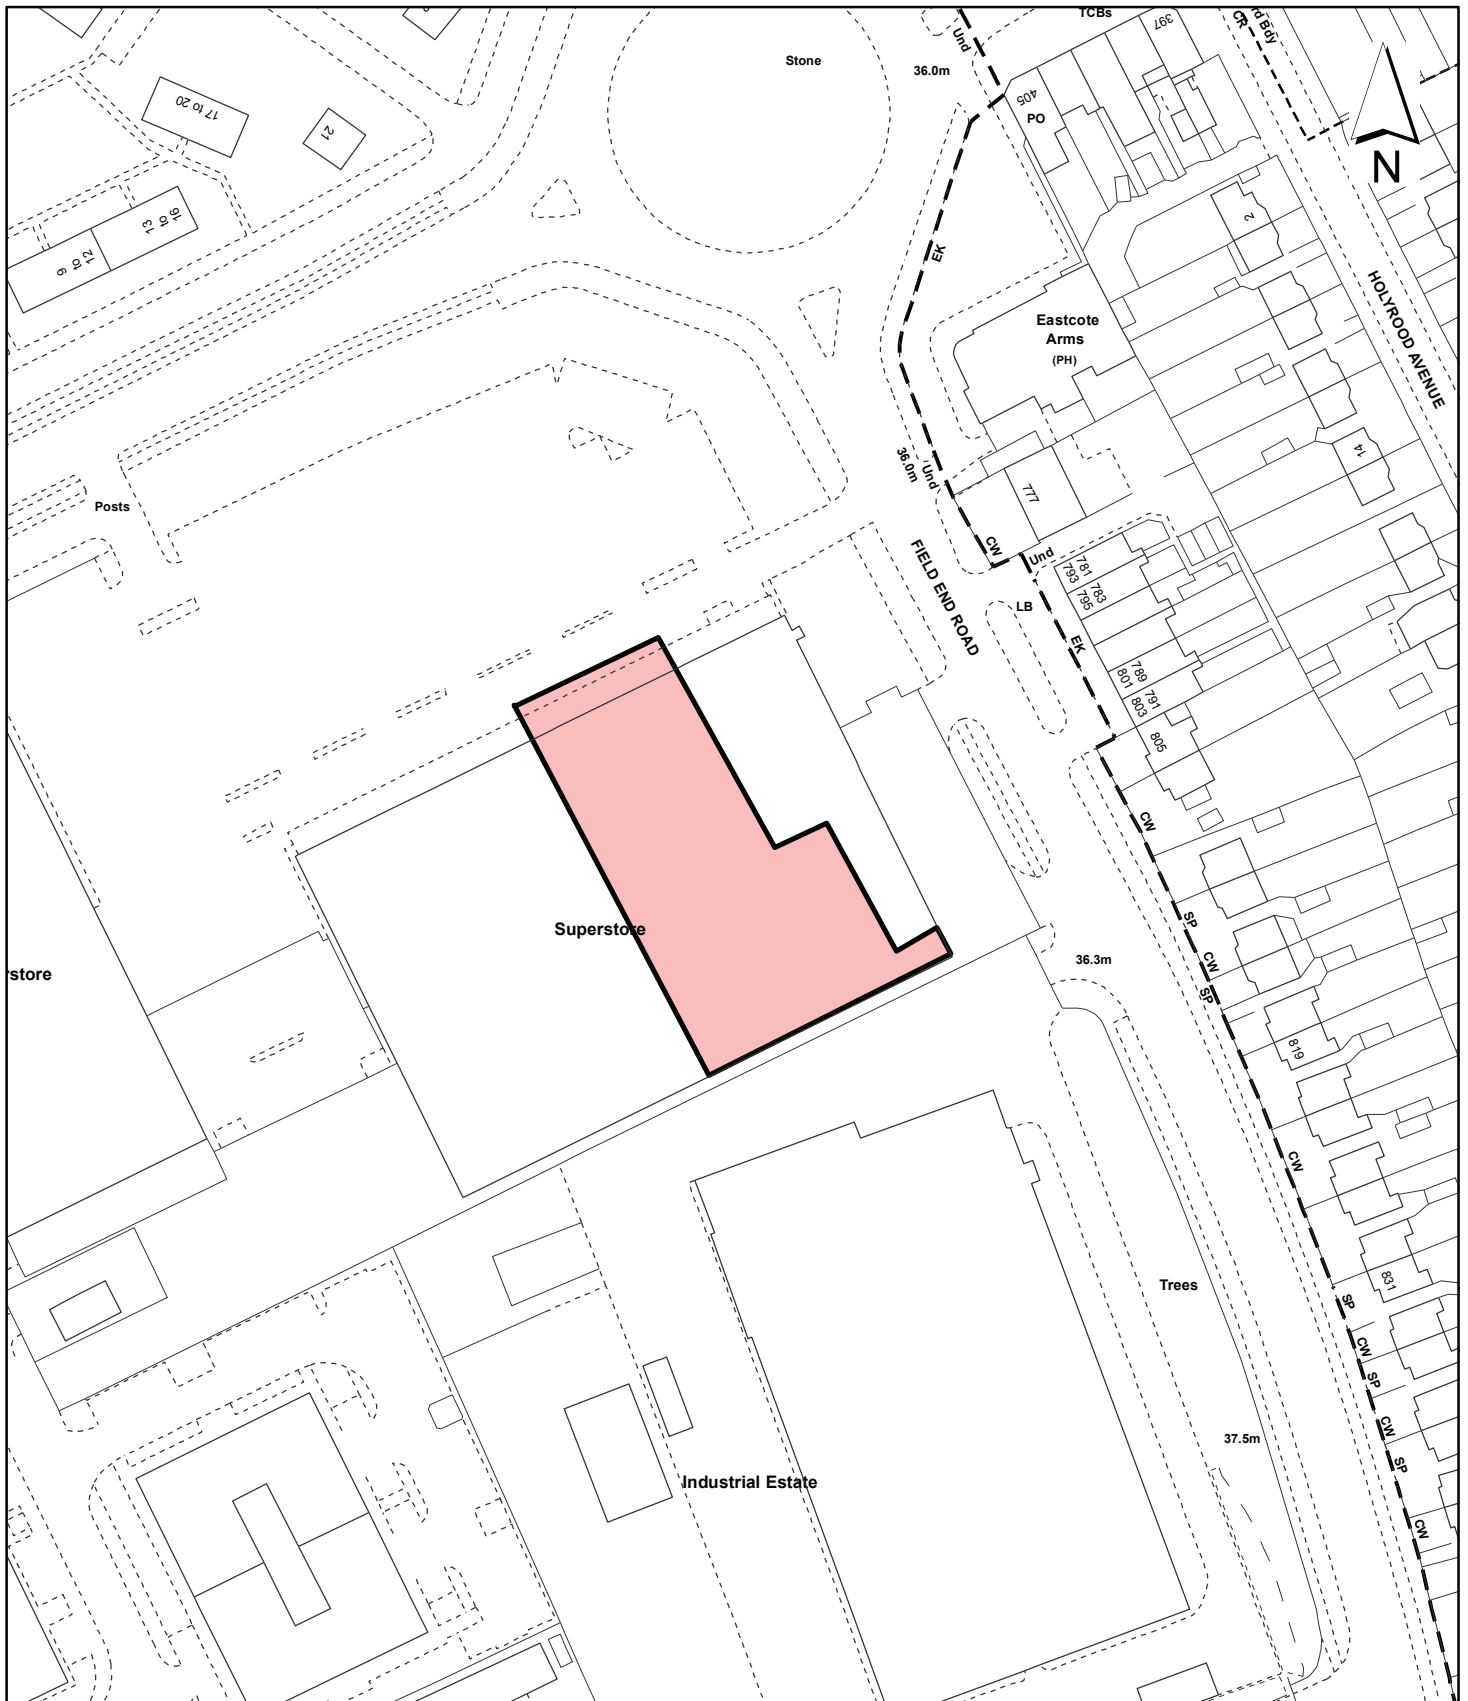 TCBs
397
CR
rd Bdy
Und
Stone
36.0m
405
PO
17 to 20
21
N
16
to
13
12
to
9
2
EK
HOLYROOD AVENUE
Eastcote
Arms
(PH)
14
36.0m
Und
777
Posts
CW
Und
FIELD END ROAD
781
793
783
795
LB
EK
789
801
791
803
805
CW
SP
Superstore
CW
36.3m
rstore
SP
819
CW
Trees
831
SP
CW
SP
37.5m
CW
SP
Industrial Estate
CW